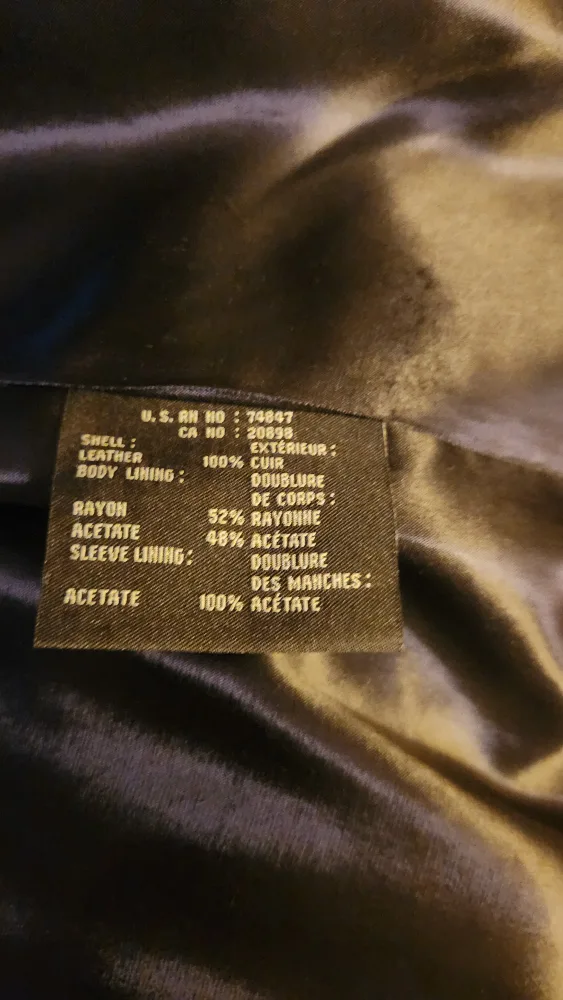 U.S. RN NO : 74847
CA NO : 20898
SHELL : EXTÉRIEUR :
LEATHER 100% CUIR
BODY LINING : DOUBLURE
DE CORPS :
RAYON 52% RAYONNE
ACETATE 48% ACÉTATE
SLEEVE LINING: DOUBLURE
DES MANCHES :
ACETATE 100% ACÉTATE